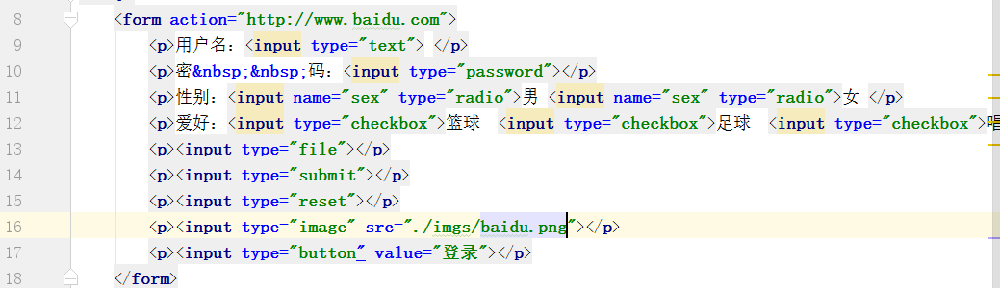 8 <form action="http://www.baidu.com">
9 <p>用户名：<input type="text"> </p>
10 <p>密&nbsp;&nbsp;码：<input type="password"></p>
11 <p>性别：<input name="sex" type="radio">男 <input name="sex" type="radio">女 </p>
12 <p>爱好：<input type="checkbox">篮球 <input type="checkbox">足球 <input type="checkbox">
13 <p><input type="file"></p>
14 <p><input type="submit"></p>
15 <p><input type="reset"></p>
16 <p><input type="image" src="./imgs/baidu.png"></p>
17 <p><input type="button" value="登录"></p>
18 </form>